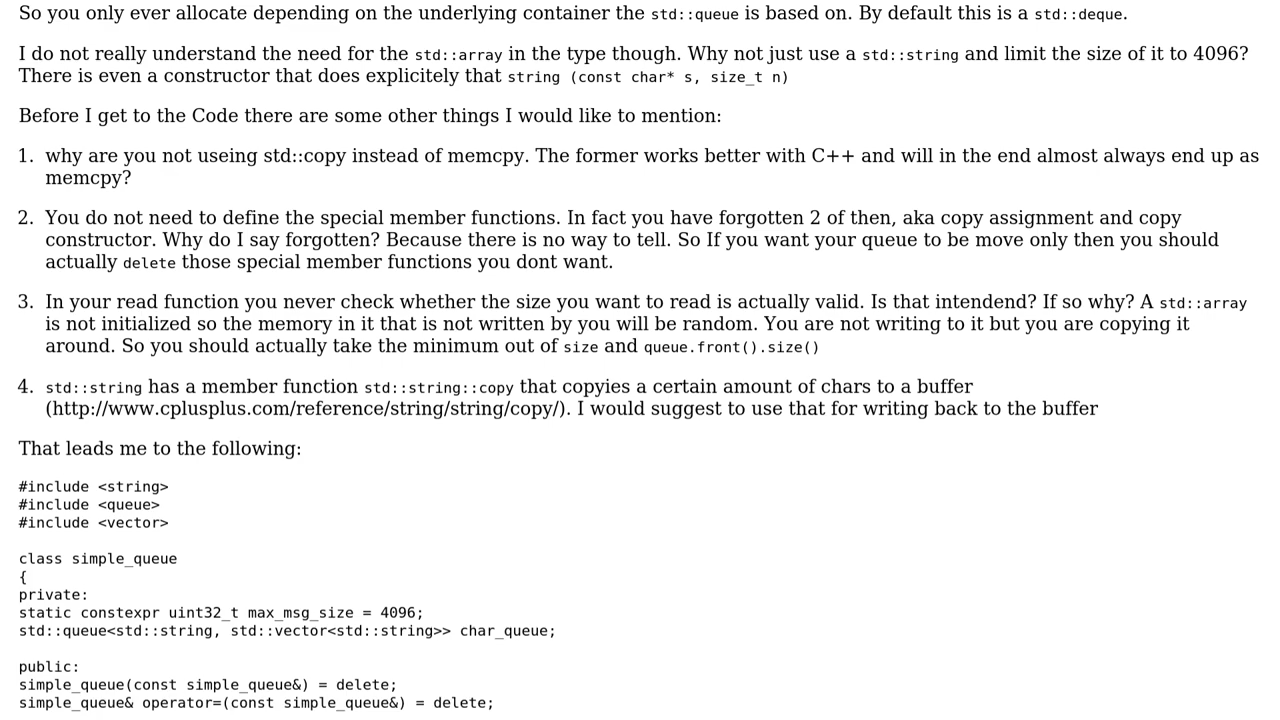 So you only ever allocate depending on the underlying container the std::queue is based on. By default this is a std::deque.
I do not really understand the need for the std::array in the type though. Why not just use a std::string and limit the size of it to 4096?
There is even a constructor that does explicitely that string (const char* s, size_t n)
Before I get to the Code there are some other things I would like to mention:
1. why are you not useing std::copy instead of memcpy. The former works better with C++ and will in the end almost always end up as
memcpy?
2. You do not need to define the special member functions. In fact you have forgotten 2 of then, aka copy assignment and copy
constructor. Why do I say forgotten? Because there is no way to tell. So If you want your queue to be move only then you should
actually delete those special member functions you dont want.
3. In your read function you never check whether the size you want to read is actually valid. Is that intendend? If so why? A std::array
is not initialized so the memory in it that is not written by you will be random. You are not writing to it but you are copying it
around. So you should actually take the minimum out of size and queue.front().size()
4. std::string has a member function std::string::copy that copyies a certain amount of chars to a buffer
(http://www.cplusplus.com/reference/string/string/copy/). I would suggest to use that for writing back to the buffer
That leads me to the following:
#include <string>
#include <queue>
#include <vector>
class simple_queue
{
private:
static constexpr uint32_t max_msg_size = 4096;
std::queue<std::string, std::vector<std::string>> char_queue;
public:
simple_queue(const simple_queue&) = delete;
simple_queue& operator=(const simple_queue&) = delete;